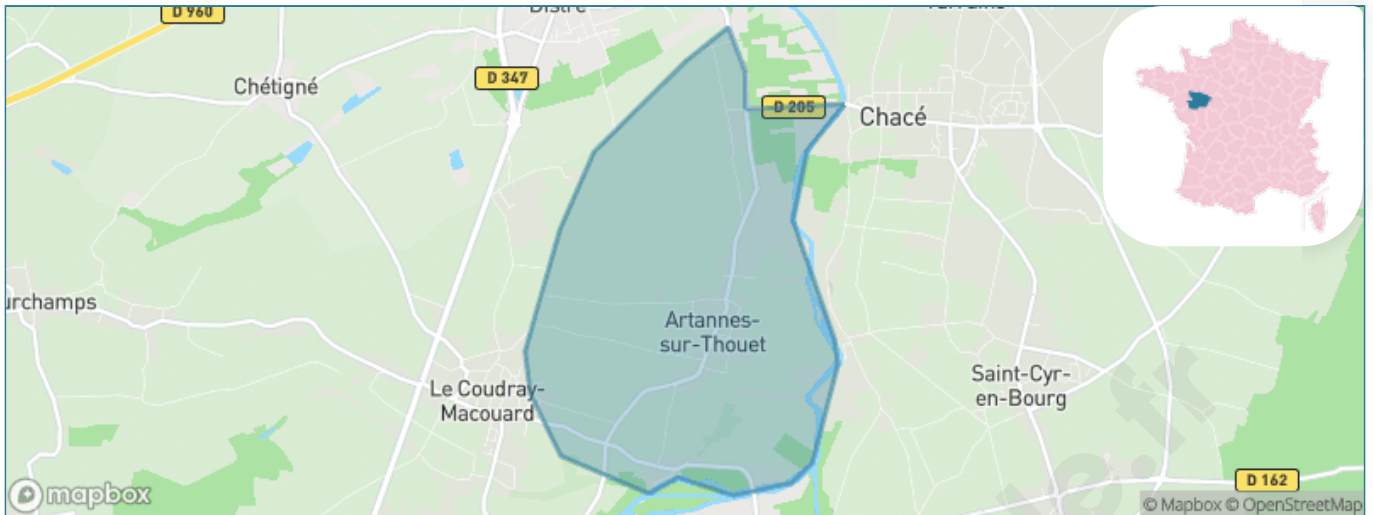 D 960
Distré
Chétigné
D 347
D 205
Chacé
Artannes-
sur-Thouet
urchamps
Le Coudray-
Macouard
Saint-Cyr-
en-Bourg
D 162
mapbox
© Mapbox © OpenStreetMap